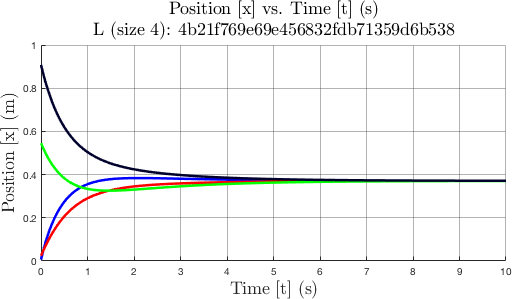 Position [x] vs. Time [t] (s)
L (size 4): 4b21f769e69e456832fdb71359d6b538
Position [x] (m)
1
0.8
0.6
0.4
0.2
0
0 1 2 3 4 5 6 7 8 9 10
Time [t] (s)